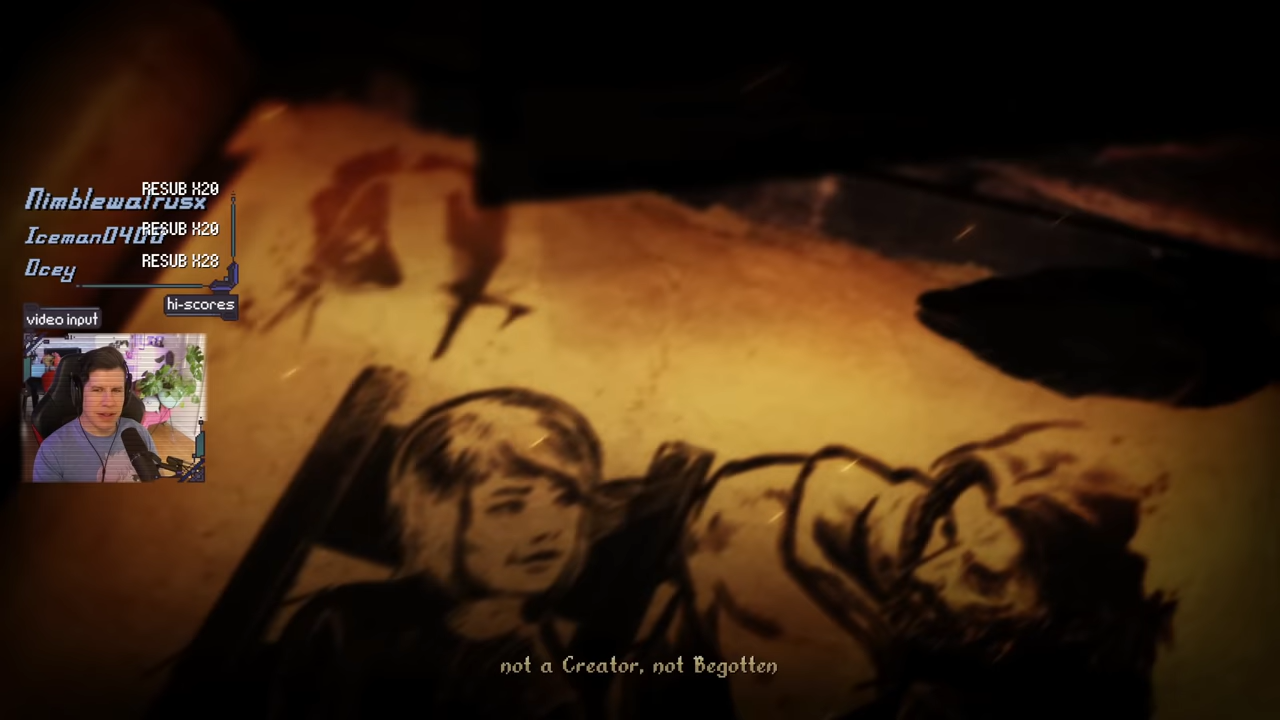 RESUB X20
Nimblewalrusx
RESUB X20
Iceman0400
RESUB X28
Ocey
hi-scores
video input
not a Creator, not Begotten